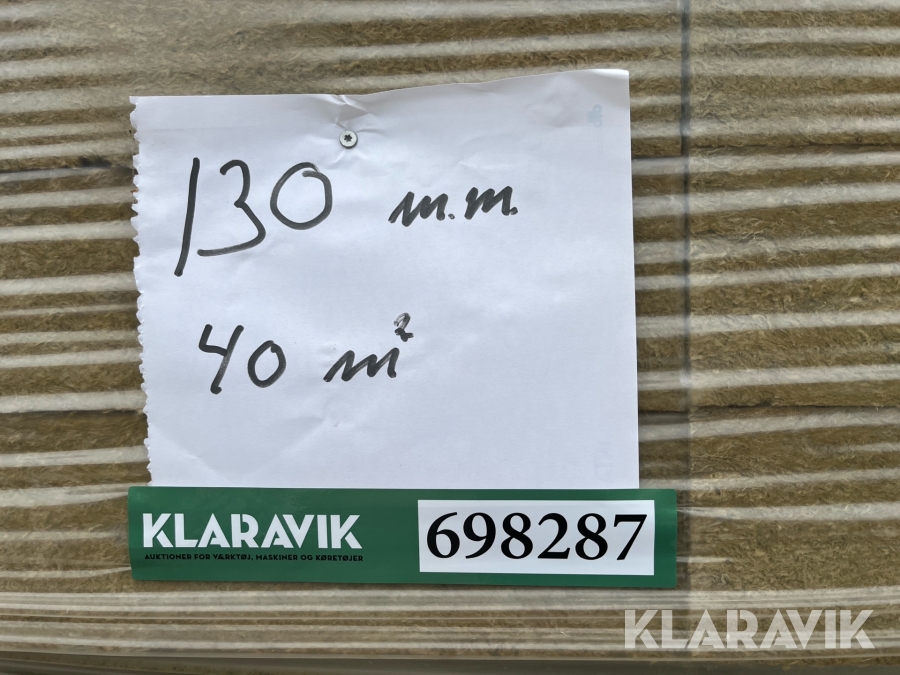 130 m.m.
40 m²
KLARAVIK
AUKTIONER FOR VÆRKTØJ, MASKINER OG KØRETØJER
698287
KLARAVIK